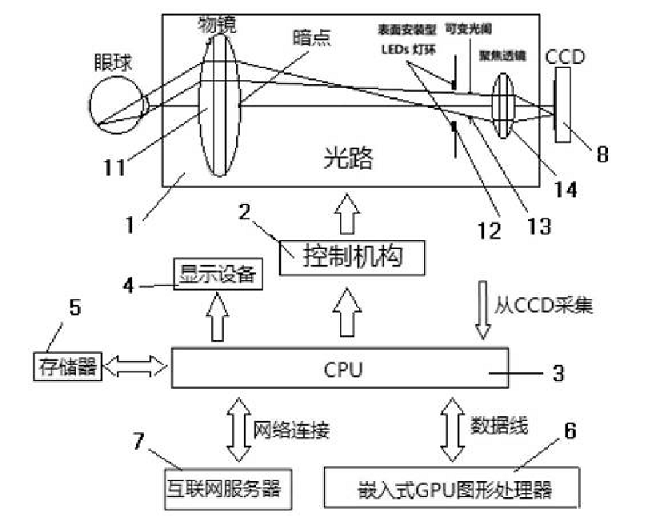 物镜
暗点
表面安装型
LEDs 灯环
可变光阑
聚焦透镜
CCD
眼球
11
光路
8
14
1
13
12
2
控制机构
显示设备
4
5
从CCD采集
存储器
CPU
3
网络连接
数据线
7
6
互联网服务器
嵌入式GPU图形处理器